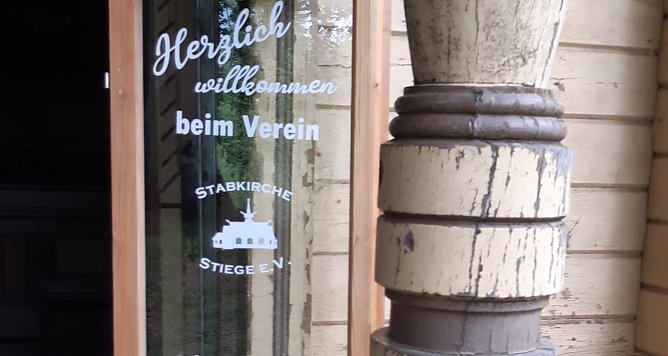 Herzlich
willkommen
beim Verein
STABKIRCHE
STIEGE E.V.